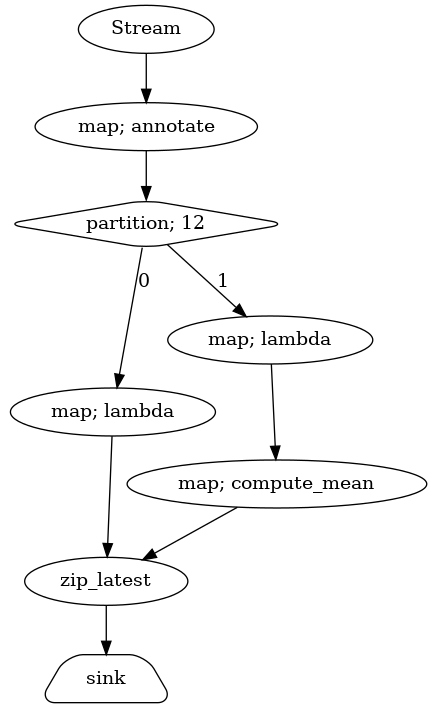 Stream
map; annotate
partition; 12
0
1
map; lambda
map; lambda
map; compute_mean
zip_latest
sink